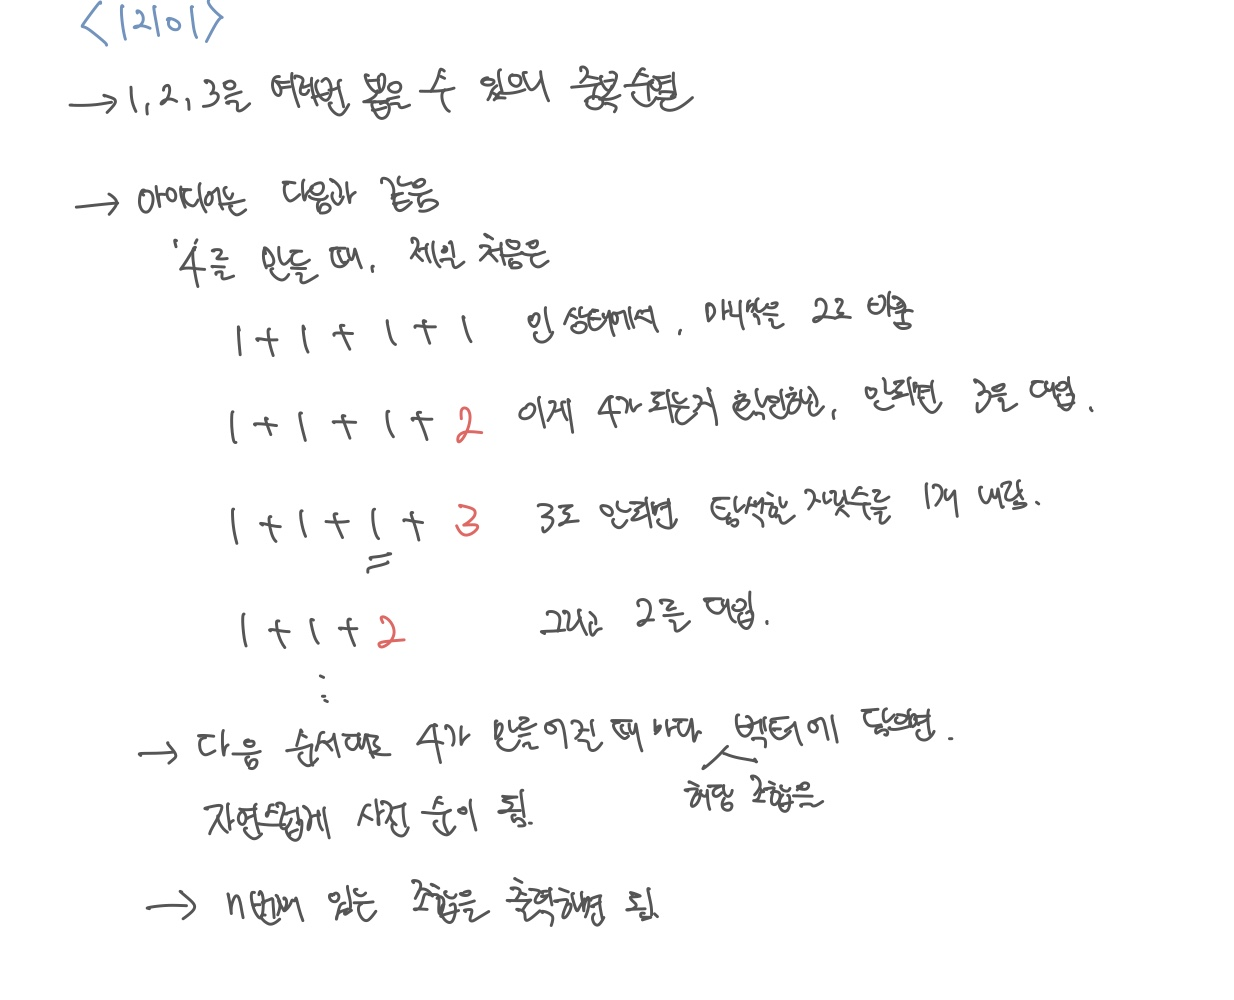 <12101>
→ 1, 2, 3을 여러번 뽑을 수 있으니 중복순열
→ 아이디어는 다음과 같음
'4'를 만들 때, 제일 처음은
1 + 1 + 1 + 1 인 상태에서, 마지막을 2로 바꿈
1 + 1 + 1 + 2 이게 4가 되는지 확인하고, 안되면 3을 대입.
1 + 1 + 1 + 3 3도 안되면 탐색할 자릿수를 1개 내림.
1 + 1 + 2 그리고 2를 대입.
⋮
→ 다음 순서대로 4가 만들어질 때 마다 벡터에 담으면.
해당 조합을
자연스럽게 사전 순이 됨.
→ n번째 있는 조합을 출력하면 됨.